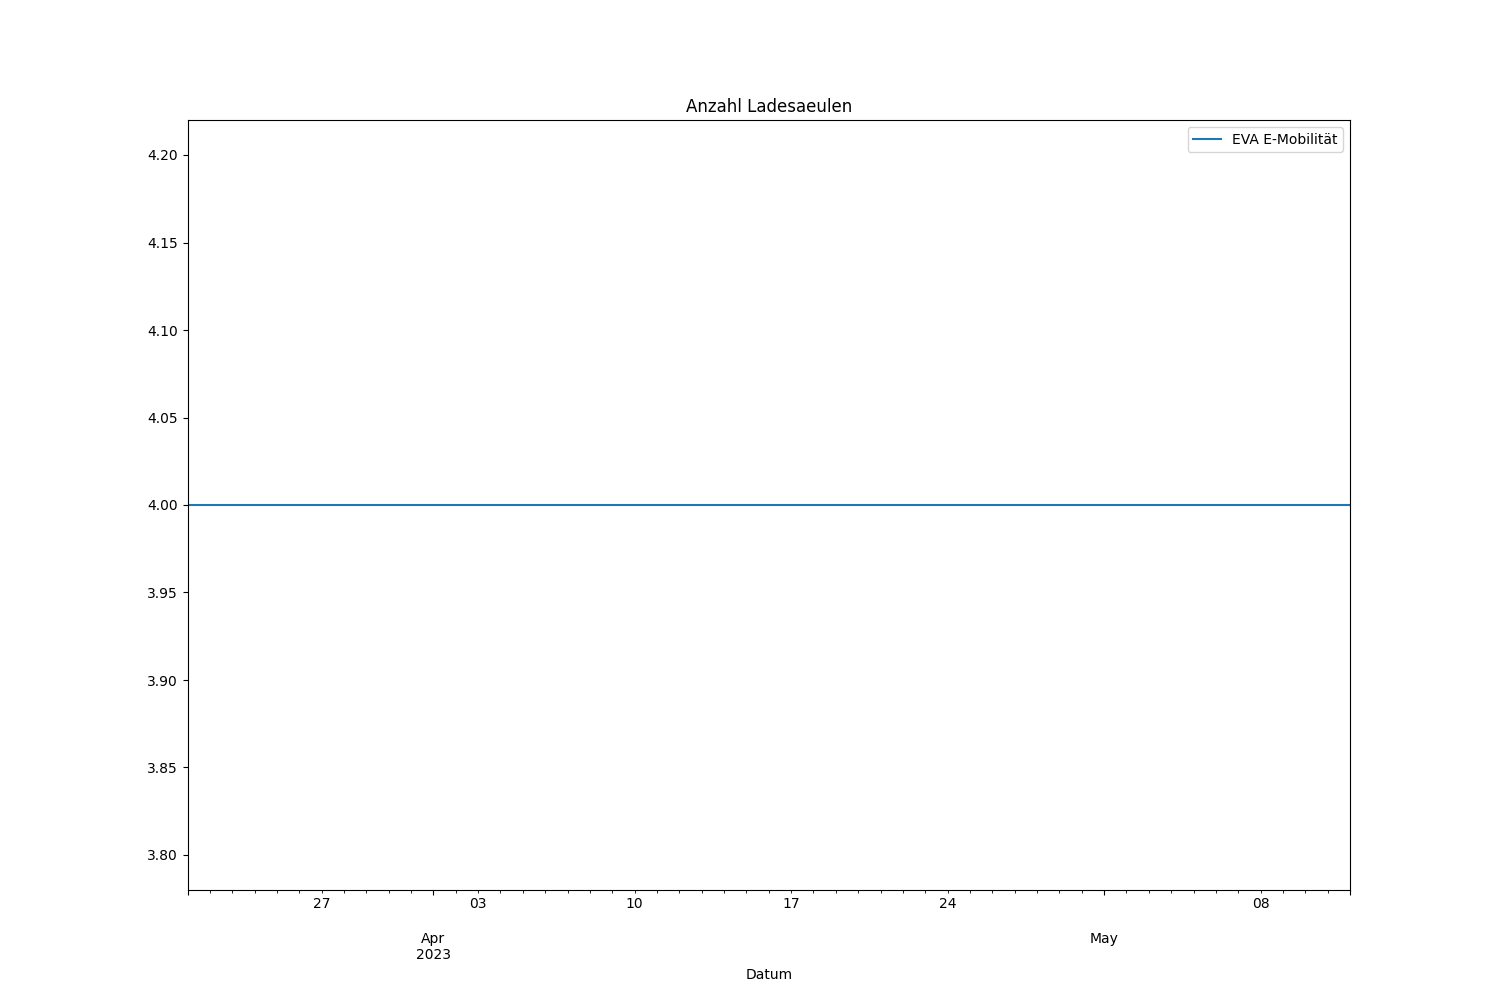 Anzahl Ladesaeulen
EVA E-Mobilität
4.20
4.15
4.10
4.05
4.00
3.95
3.90
3.85
3.80
27 03 10 17 24 08
Apr May
2023
Datum